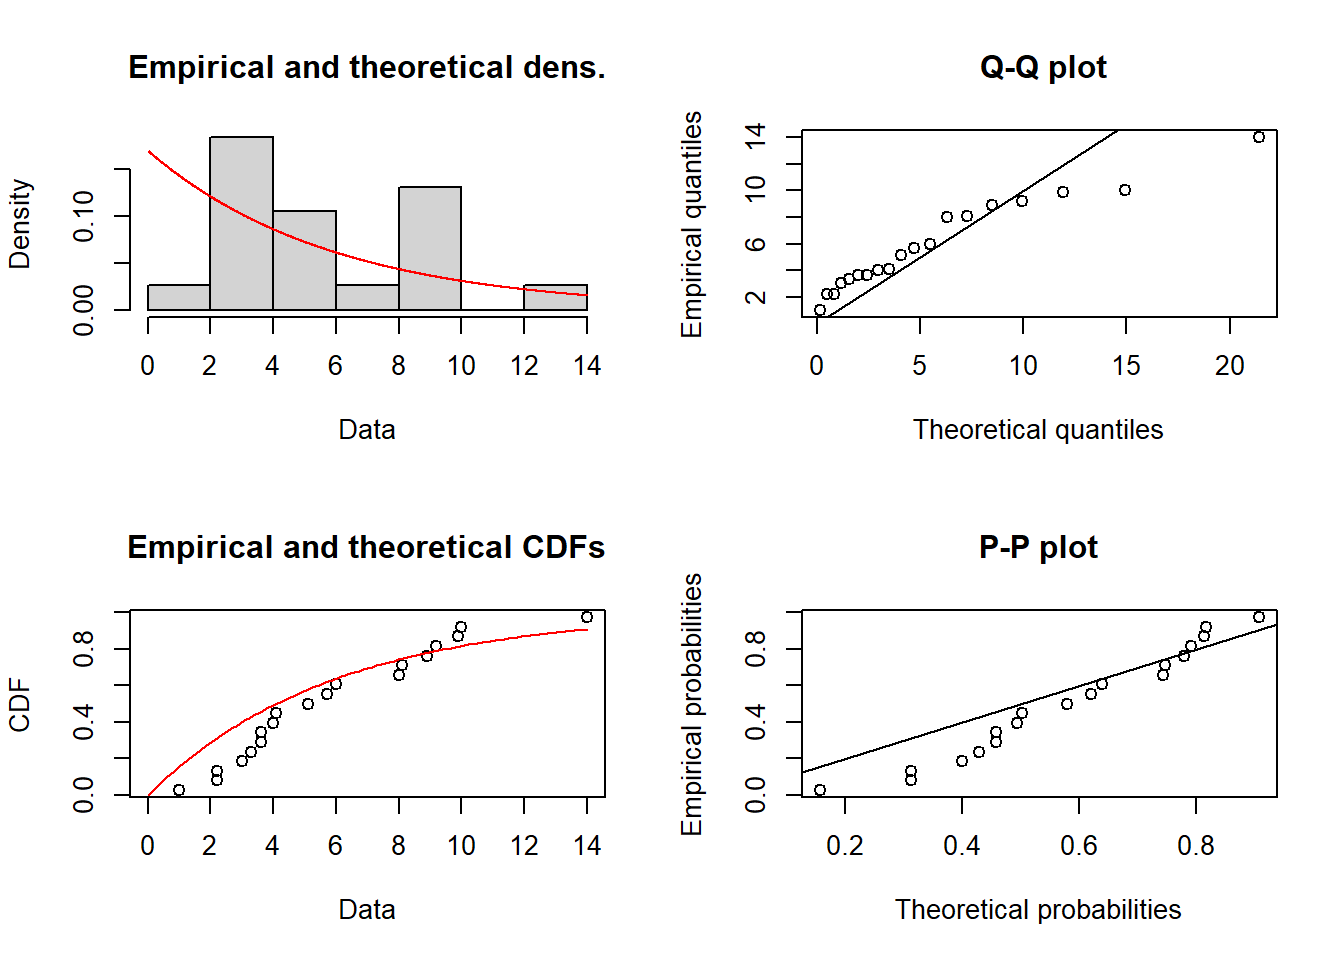 Empirical and theoretical dens.
Density
0.00 0.10
0 2 4 6 8 10 12 14
Data
Q-Q plot
Empirical quantiles
2 6 10 14
0 5 10 15 20
Theoretical quantiles
Empirical and theoretical CDFs
CDF
0.0 0.4 0.8
0 2 4 6 8 10 12 14
Data
P-P plot
Empirical probabilities
0.0 0.4 0.8
0.2 0.4 0.6 0.8
Theoretical probabilities